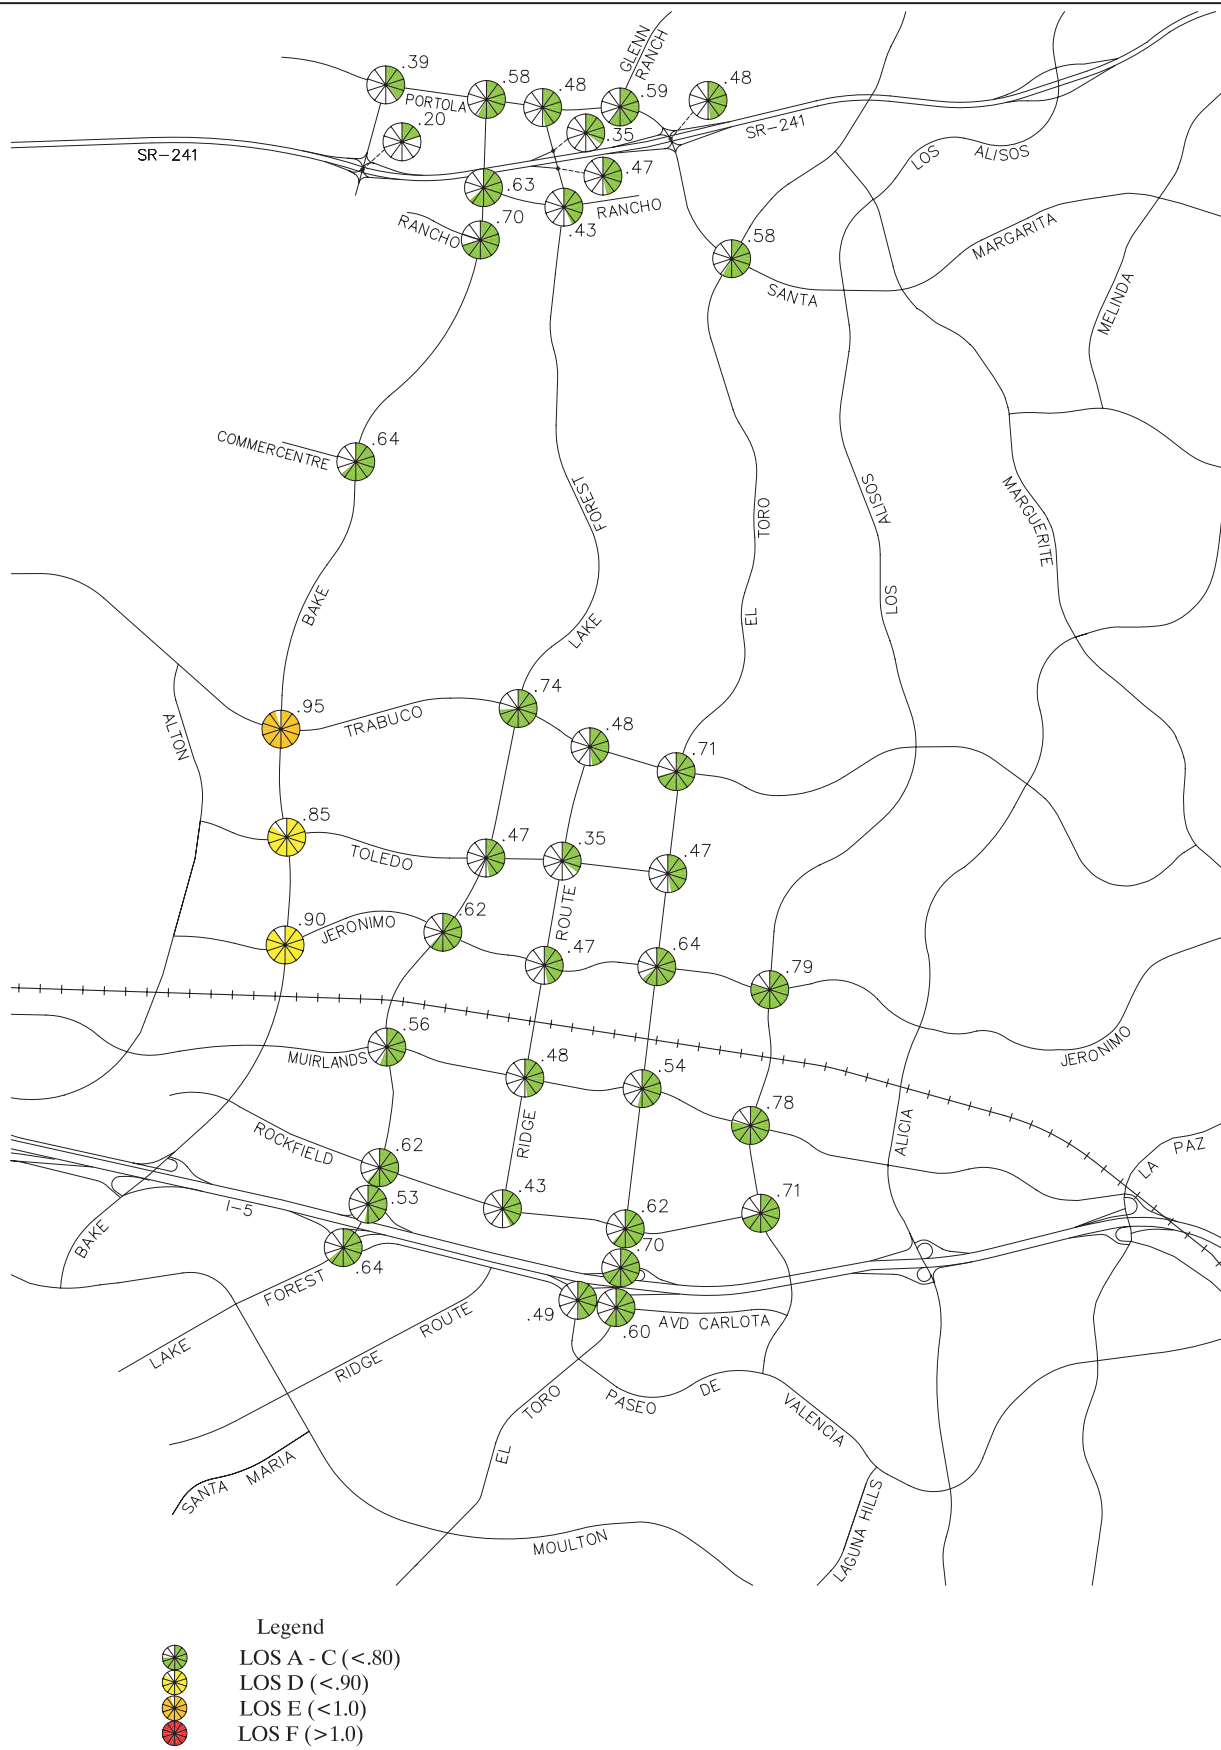 GLENN
RANCH
.39
.58
.48
.59
.48
PORTOLA
.20
.35
SR-241
SR-241
LOS
ALISOS
.47
.63
RANCHO
.70
RANCHO
.43
.58
SANTA
MARGARITA
MELINDA
COMMERCENTRE
.64
FOREST
TORO
ALISOS
MARGUERITE
BAKE
LAKE
EL
LOS
.74
.95
TRABUCO
.48
.71
ALTON
.85
TOLEDO
.47
.35
.47
ROUTE
.90
JERONIMO
.62
.47
.64
.79
.56
MUIRLANDS
.48
.54
JERONIMO
.78
ROCKFIELD
RIDGE
ALICIA
LA PAZ
.62
.53
.43
.62
.71
I-5
BAKE
.64
.70
FOREST
.49
.60
AVD CARLOTA
LAKE
RIDGE
ROUTE
EL
TORO
PASEO
DE
VALENCIA
SANTA
MARIA
MOULTON
LAGUNA HILLS
Legend
LOS A - C (<.80)
LOS D (<.90)
LOS E (<1.0)
LOS F (>1.0)